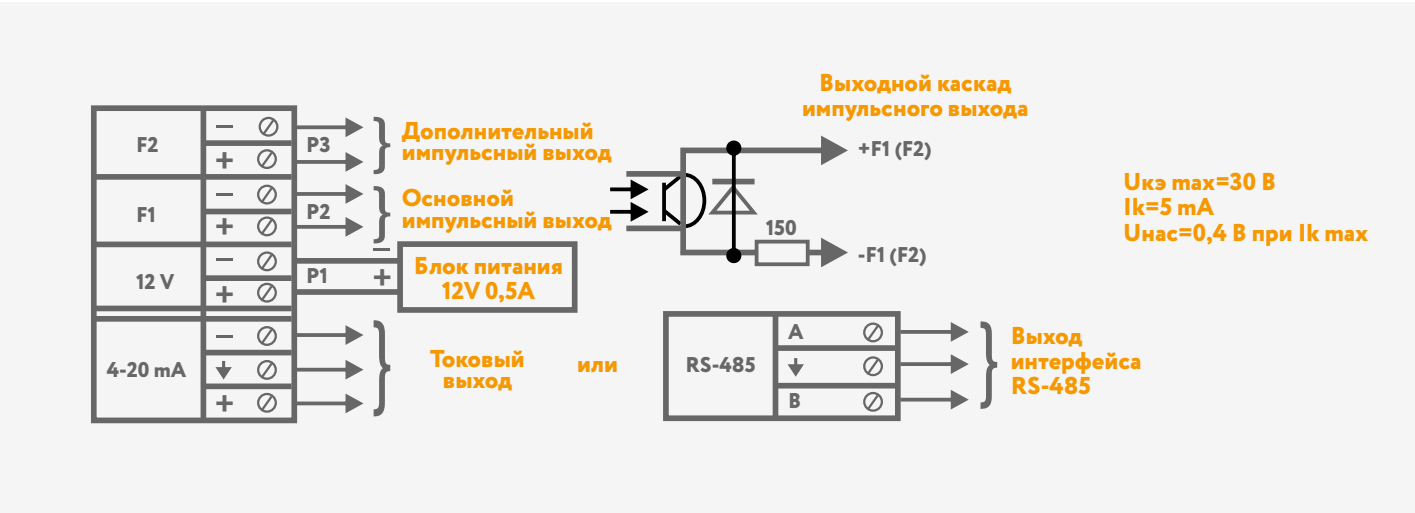 Выходной каскад
импульсного выхода
F2
−
+
P3
Дополнительный
импульсный выход
F1
−
+
P2
Основной
импульсный выход
12 V
−
+
P1
−
+
Блок питания
12V 0,5A
4-20 mA
−
+
Токовый
выход
или
+F1 (F2)
150
-F1 (F2)
Uкэ max=30 В
Ik=5 mA
Uнас=0,4 В при Ik max
RS-485
A
B
Выход
интерфейса
RS-485